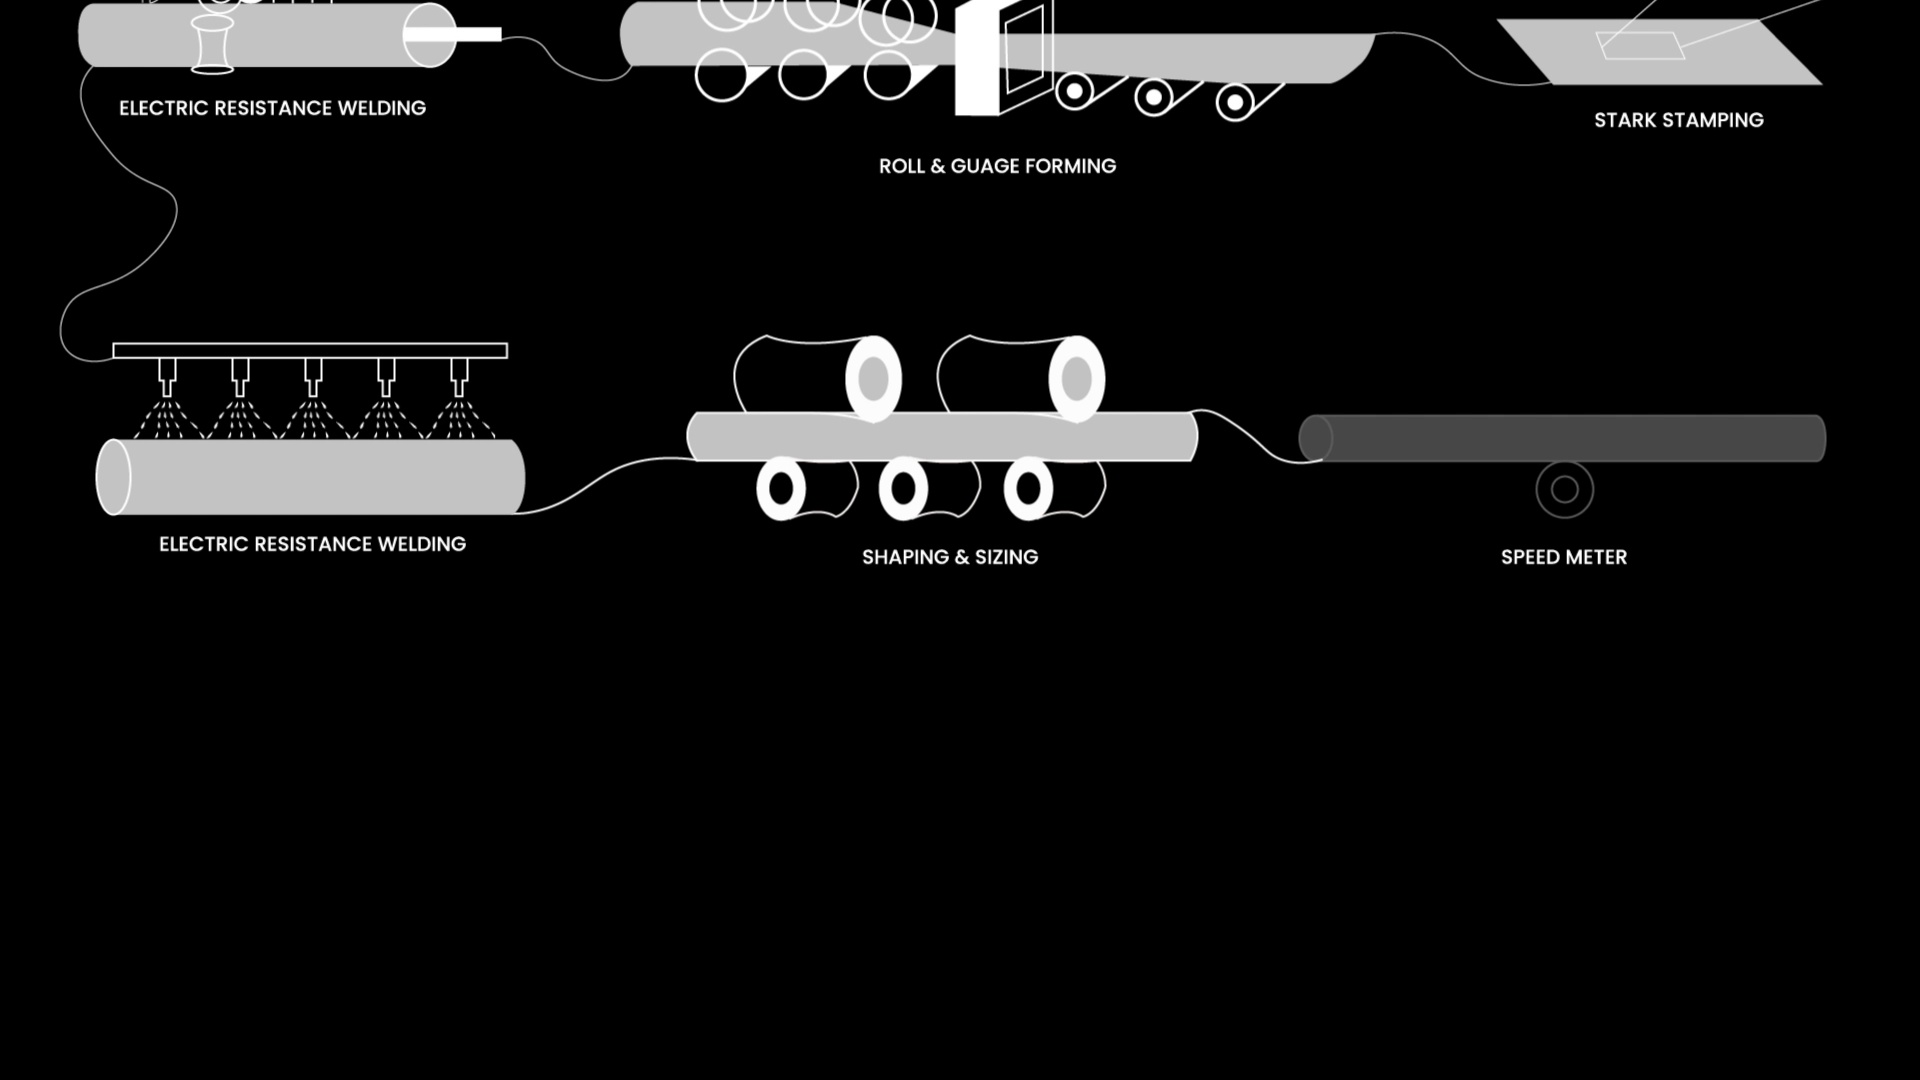 ELECTRIC RESISTANCE WELDING
STARK STAMPING
ROLL & GUAGE FORMING
ELECTRIC RESISTANCE WELDING
SHAPING & SIZING
SPEED METER